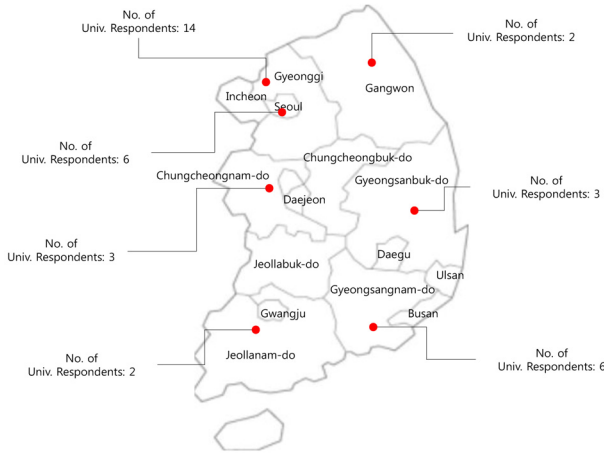 No. of
Univ. Respondents: 14
No. of
Univ. Respondents: 2
Gyeonggi
Gangwon
Incheon
Seoul
No. of
Univ. Respondents: 6
Chungcheongbuk-do
Chungcheongnam-do
Gyeongsanbuk-do
No. of
Univ. Respondents: 3
Daejeon
No. of
Univ. Respondents: 3
Daegu
Jeollabuk-do
Ulsan
Gyeongsangnam-do
Gwangju
Busan
No. of
Univ. Respondents: 2
Jeollanam-do
No. of
Univ. Respondents: 6